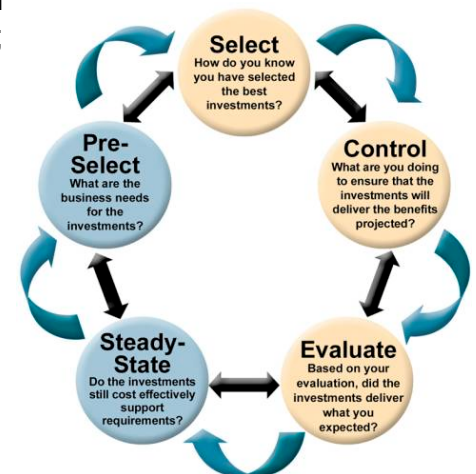 Select
How do you know
you have selected
the best
investments?
Pre-
Select
What are the
business needs
for the
investments?
Control
What are you doing
to ensure that the
investments will
deliver the benefits
projected?
Steady-
State
Do the investments
still cost effectively
support
requirements?
Evaluate
Based on your
evaluation, did the
investments deliver
what you
expected?